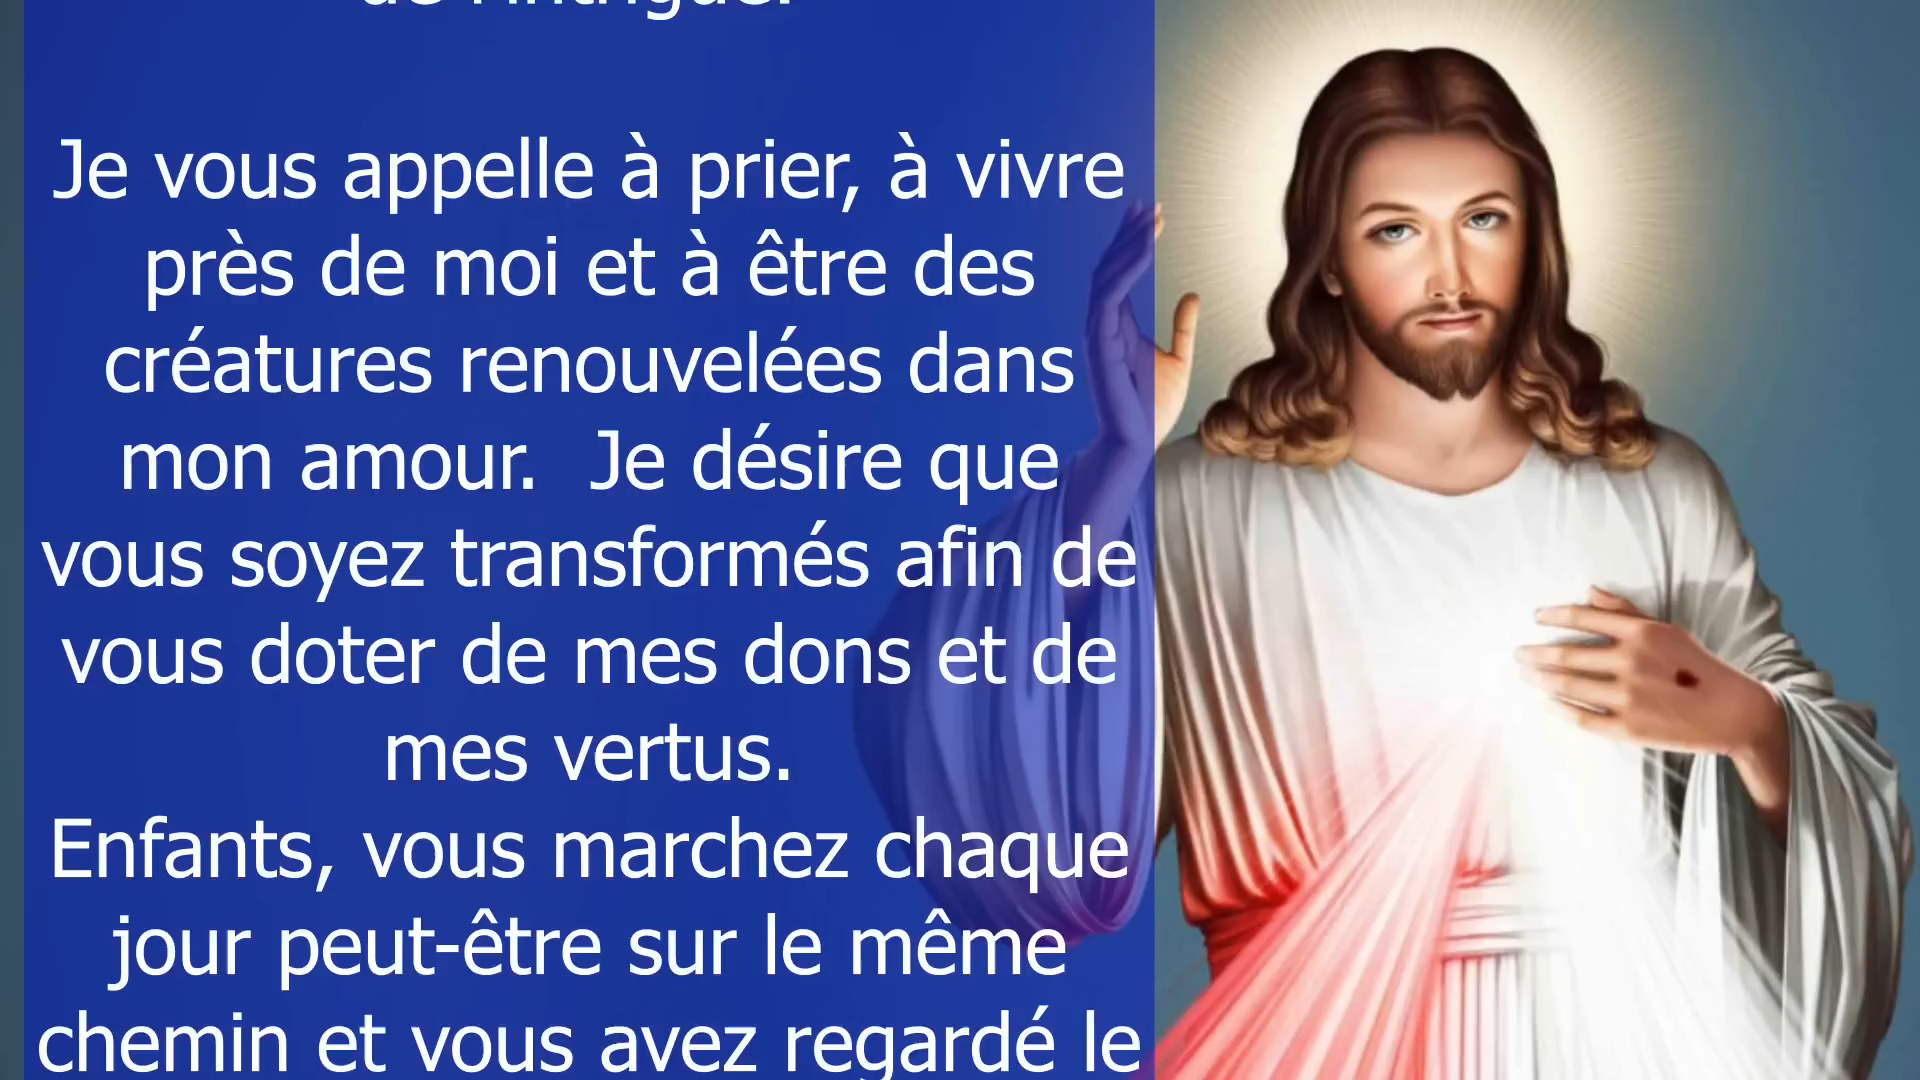 de l'intrigue.
Je vous appelle à prier, à vivre
près de moi et à être des
créatures renouvelées dans
mon amour.  Je désire que
vous soyez transformés afin de
vous doter de mes dons et de
mes vertus.
Enfants, vous marchez chaque
jour peut-être sur le même
chemin et vous avez regardé le